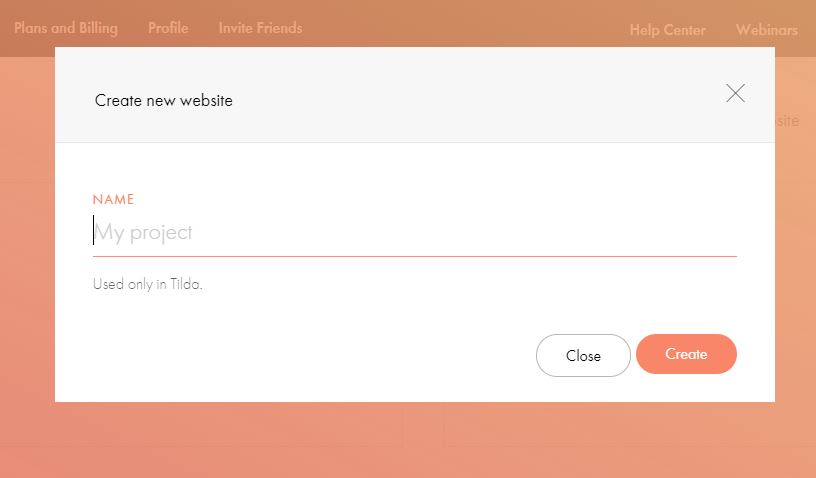 Plans and Billing Profile Invite Friends Help Center Webinars
Create new website
NAME
My project
Used only in Tilda.
Close Create